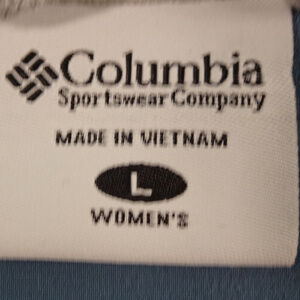 Columbia
Sportswear Company
MADE IN VIETNAM
L
WOMEN'S